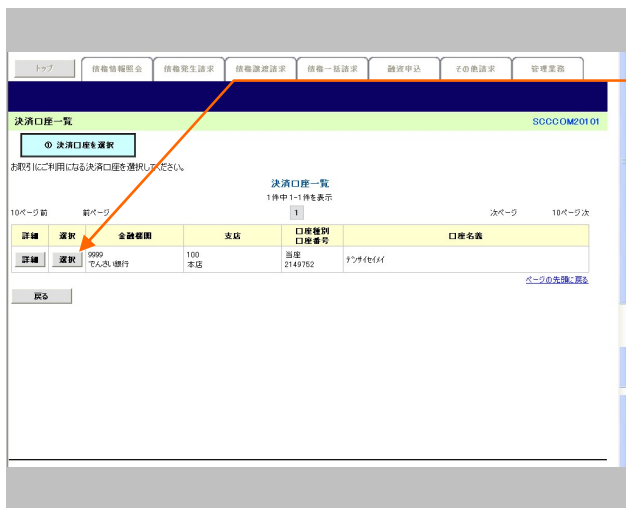 トップ 債権情報照会 債権発生請求 債権譲渡請求 債権一括請求 融資申込 その他請求 管理業務
決済口座一覧 SCCCOM20101
① 決済口座を選択
お取引にご利用になる決済口座を選択してください。
決済口座一覧
1件中 1-1件を表示
10ページ前 前ページ 1 次ページ 10ページ次
詳細 選択 金融機関 支店 口座種別 口座名義
口座番号
詳細 選択 9999 100 当座 デンサイセイメイ
でんさい銀行 本店 2149752
ページの先頭に戻る
戻る